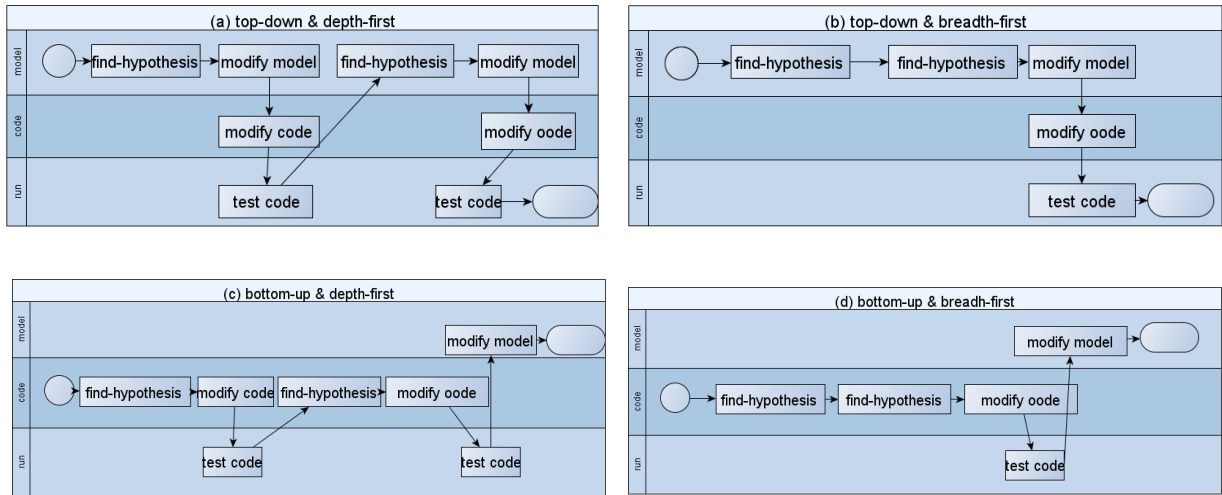 (a) top-down & depth-first
model
find-hypothesis
modify model
find-hypothesis
modify model
code
modify code
modify oode
run
test code
test code
(b) top-down & breadth-first
model
find-hypothesis
find-hypothesis
modify model
code
modify oode
run
test code
(c) bottom-up & depth-first
model
modify model
code
find-hypothesis
modify code
find-hypothesis
modify oode
run
test code
test code
(d) bottom-up & breadh-first
model
modify model
code
find-hypothesis
find-hypothesis
modify oode
run
test code